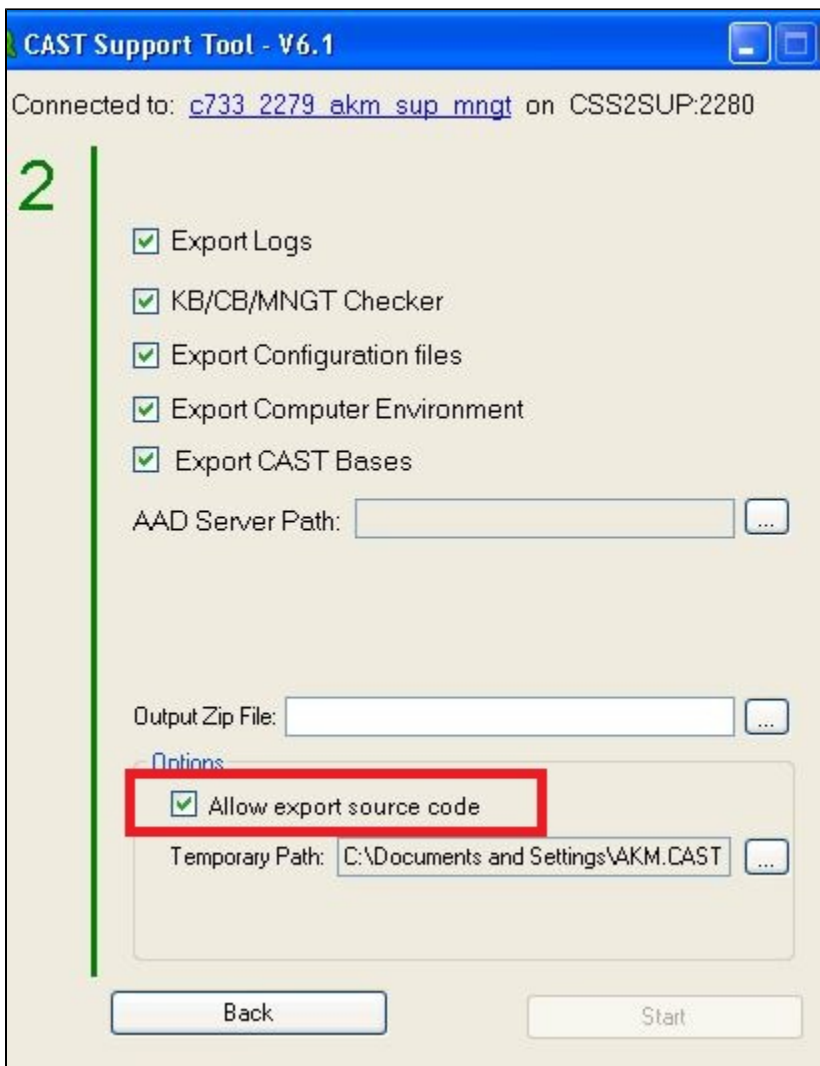 CAST Support Tool - V6.1
Connected to: c733_2279_akm_sup_mngt on CSS2SUP:2280
2
Export Logs
KB/CB/MNGT Checker
Export Configuration files
Export Computer Environment
Export CAST Bases
AAD Server Path: ...
Output Zip File: ...
Options
Allow export source code
Temporary Path: C:\Documents and Settings\AKM.CAST ...
Back Start